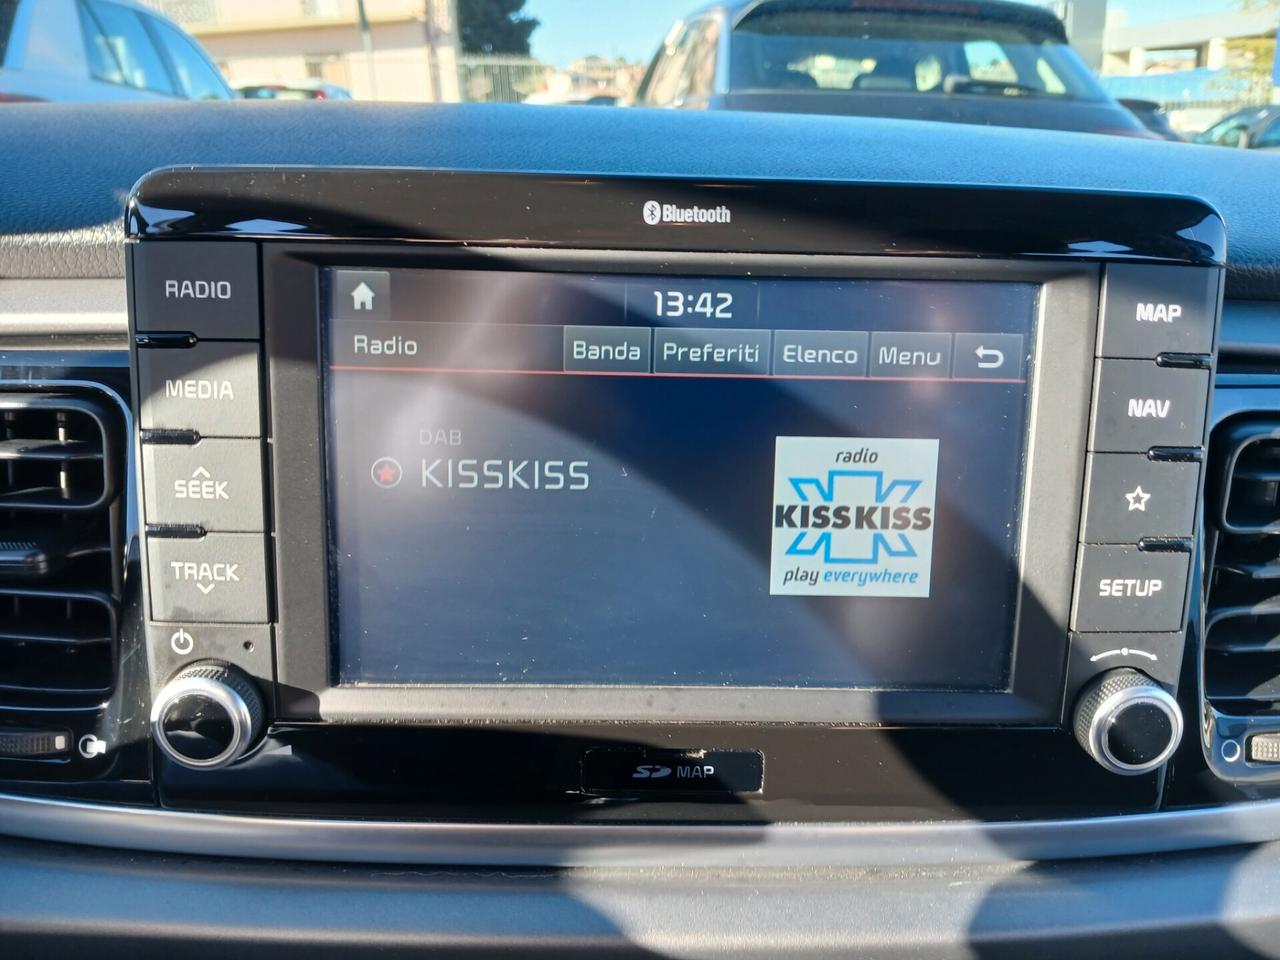 Bluetooth
RADIO
MEDIA
SEEK
TRACK
13:42
Radio
Banda
Preferiti
Elenco
Menu
DAB
KISSKISS
radio
KISSKISS
play everywhere
MAP
NAV
SETUP
SD MAP